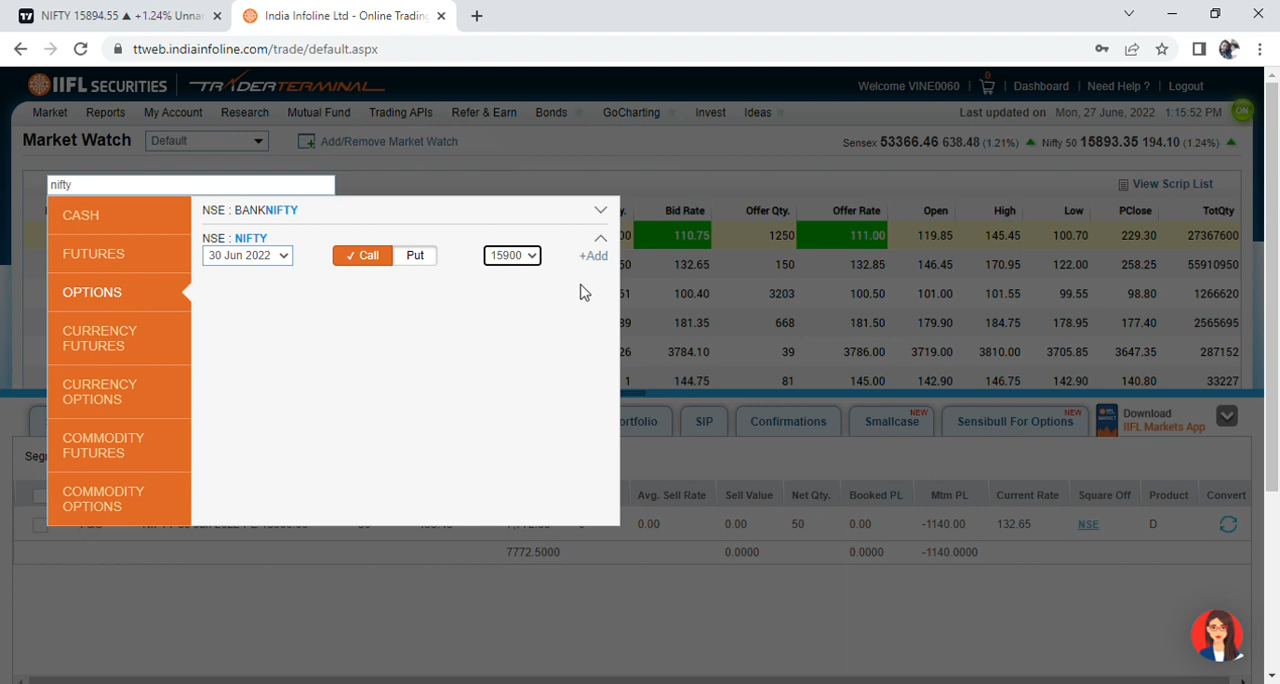 NIFTY 15894.55 ▲ +1.24% Unnar
India Infoline Ltd - Online Trading
ttweb.indiainfoline.com/trade/default.aspx
IIFL SECURITIES TRADER TERMINAL
Welcome VINE0060 | 0 | Dashboard | Need Help ? | Logout
Market Reports My Account Research Mutual Fund Trading APIs Refer & Earn Bonds GoCharting Invest Ideas Last updated on Mon, 27 June, 2022 1:15:52 PM ON
Market Watch Default Add/Remove Market Watch Sensex 53366.46 638.48 (1.21%) ▲ Nifty 50 15893.35 194.10 (1.24%) ▲
nifty View Scrip List
Bid Rate Offer Qty. Offer Rate Open High Low PClose TotQty
110.75 1250 111.00 119.85 145.45 100.70 229.30 27367600
132.65 150 132.85 146.45 170.95 122.00 258.25 55910950
100.40 3203 100.50 101.00 101.55 99.55 98.80 1266620
181.35 668 181.50 179.90 184.75 178.95 177.40 2565695
3784.10 39 3786.00 3719.00 3810.00 3705.85 3647.35 287152
144.75 81 145.00 142.90 146.75 142.90 140.80 33227
CASH
FUTURES
OPTIONS
CURRENCY
FUTURES
CURRENCY
OPTIONS
COMMODITY
FUTURES
COMMODITY
OPTIONS
NSE : BANKNIFTY
NSE : NIFTY
30 Jun 2022 ✓ Call Put 15900 +Add
SIP Confirmations Smallcase NEW Sensibull For Options NEW Download
IIFL Markets App
Avg. Sell Rate Sell Value Net Qty. Booked PL Mtm PL Current Rate Square Off Product Convert
0.00 0.00 50 0.00 -1140.00 132.65 NSE D
7772.5000 0.0000 0.0000 -1140.0000